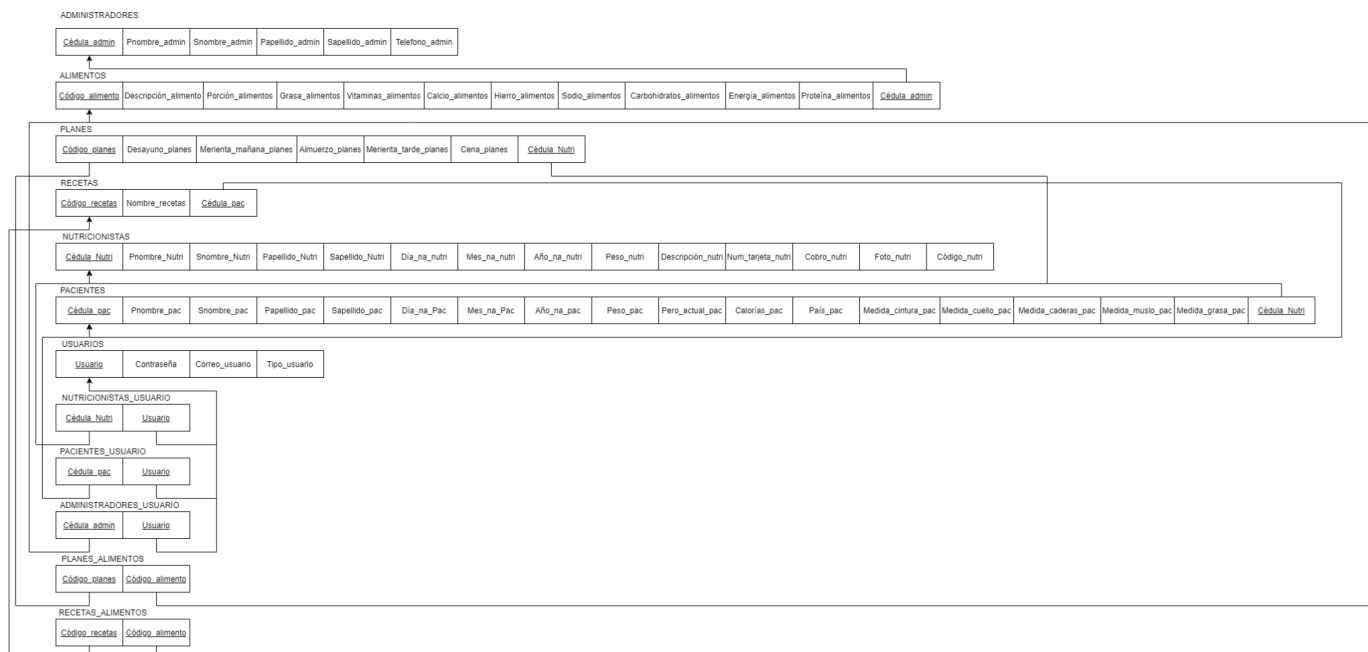 ADMINISTRADORES
Cédula_admin Pnombre_admin Snombre_admin Papellido_admin Sapellido_admin Telefono_admin
ALIMENTOS
Código_alimento Descripción_alimento Porción_alimentos Grasa_alimentos Vitaminas_alimentos Calcio_alimentos Hierro_alimentos Sodio_alimentos Carbohidratos_alimentos Energía_alimentos Proteína_alimentos Cédula_admin
PLANES
Código_planes Desayuno_planes Merienta_mañana_planes Almuerzo_planes Merienta_tarde_planes Cena_planes Cédula_Nutri
RECETAS
Código_recetas Nombre_recetas Cédula_pac
NUTRICIONISTAS
Cédula_Nutri Pnombre_Nutri Snombre_Nutri Papellido_Nutri Sapellido_Nutri Día_na_nutri Mes_na_nutri Año_na_nutri Peso_nutri Descripción_nutri Num_tarjeta_nutri Cobro_nutri Foto_nutri Código_nutri
PACIENTES
Cédula_pac Pnombre_pac Snombre_pac Papellido_pac Sapellido_pac Día_na_Pac Mes_na_Pac Año_na_pac Peso_pac Pero_actual_pac Calorías_pac País_pac Medida_cintura_pac Medida_cuello_pac Medida_caderas_pac Medida_muslo_pac Medida_grasa_pac Cédula_Nutri
USUARIOS
Usuario Contraseña Correo_usuario Tipo_usuario
NUTRICIONISTAS_USUARIO
Cédula_Nutri Usuario
PACIENTES_USUARIO
Cédula_pac Usuario
ADMINISTRADORES_USUARIO
Cédula_admin Usuario
PLANES_ALIMENTOS
Código_planes Código_alimento
RECETAS_ALIMENTOS
Código_recetas Código_alimento